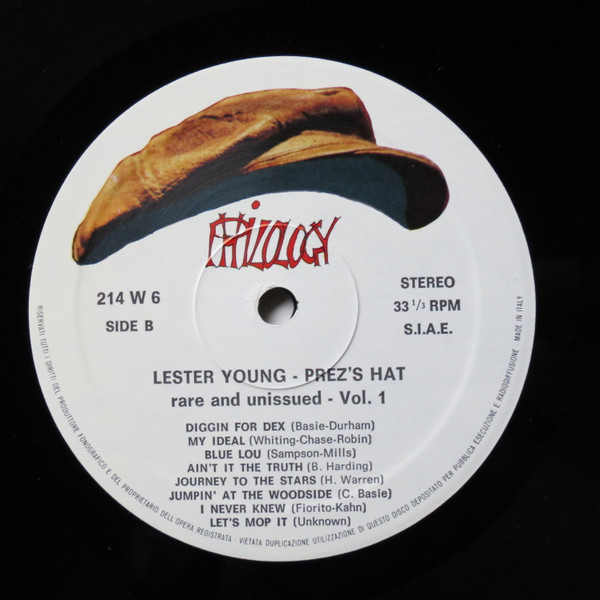 PHILOLOGY
214 W 6
SIDE B
STEREO
33 1/3 RPM
S.I.A.E.
LESTER YOUNG - PREZ'S HAT
rare and unissued - Vol. 1
DIGGIN FOR DEX (Basie-Durham)
MY IDEAL (Whiting-Chase-Robin)
BLUE LOU (Sampson-Mills)
AIN'T IT THE TRUTH (B. Harding)
JOURNEY TO THE STARS (H. Warren)
JUMPIN' AT THE WOODSIDE (C. Basie)
I NEVER KNEW (Fiorito-Kahn)
LET'S MOP IT (Unknown)
RISERVATI TUTTI I DIRITTI DEL PRODUTTORE FONOGRAFICO E DEL PROPRIETARIO DELL'OPERA REGISTRATA - VIETATA DUPLICAZIONE UTILIZZAZIONE DI QUESTO DISCO DEPOSITATO PER PUBBLICA ESECUZIONE E RADIODIFFUSIONE - MADE IN ITALY